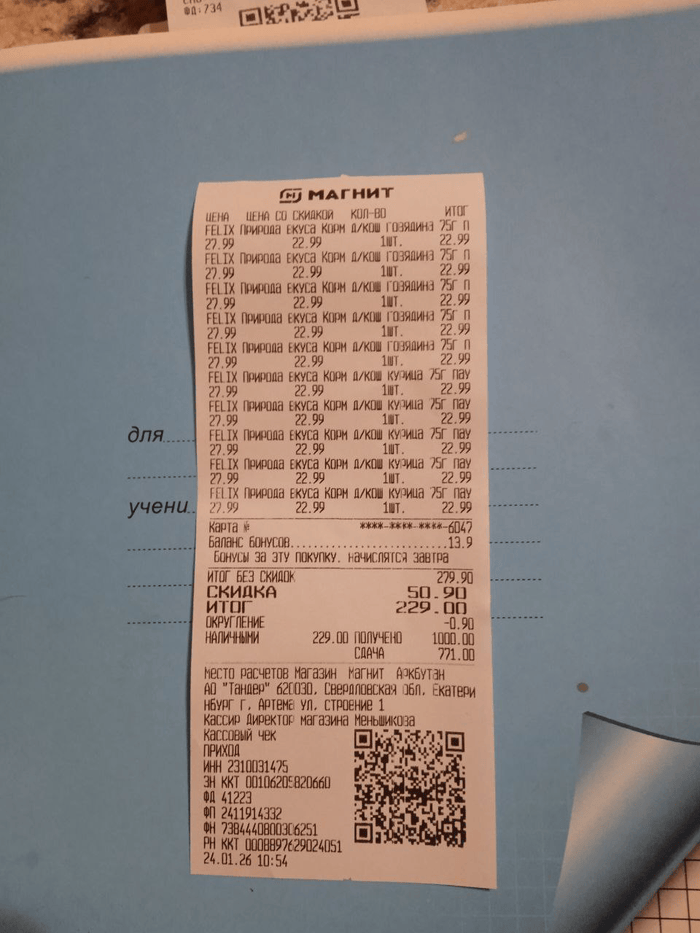 ФД:734
МАГНИТ
ЦЕНА ЦЕНА СО СКИДКОЙ КОЛ-ВО ИТОГ
FELIX ПРИРОДА ВКУСА КОРМ Д/КОШ ГОВЯДИНА 75Г П
27.99 22.99 1ШТ. 22.99
FELIX ПРИРОДА ВКУСА КОРМ Д/КОШ ГОВЯДИНА 75Г П
27.99 22.99 1ШТ. 22.99
FELIX ПРИРОДА ВКУСА КОРМ Д/КОШ ГОВЯДИНА 75Г П
27.99 22.99 1ШТ. 22.99
FELIX ПРИРОДА ВКУСА КОРМ Д/КОШ ГОВЯДИНА 75Г П
27.99 22.99 1ШТ. 22.99
FELIX ПРИРОДА ВКУСА КОРМ Д/КОШ ГОВЯДИНА 75Г П
27.99 22.99 1ШТ. 22.99
FELIX ПРИРОДА ВКУСА КОРМ Д/КОШ КУРИЦА 75Г ПАУ
27.99 22.99 1ШТ. 22.99
FELIX ПРИРОДА ВКУСА КОРМ Д/КОШ КУРИЦА 75Г ПАУ
27.99 22.99 1ШТ. 22.99
FELIX ПРИРОДА ВКУСА КОРМ Д/КОШ КУРИЦА 75Г ПАУ
27.99 22.99 1ШТ. 22.99
FELIX ПРИРОДА ВКУСА КОРМ Д/КОШ КУРИЦА 75Г ПАУ
27.99 22.99 1ШТ. 22.99
FELIX ПРИРОДА ВКУСА КОРМ Д/КОШ КУРИЦА 75Г ПАУ
27.99 22.99 1ШТ. 22.99
КАРТА № ****-****-****-6047
БАЛАНС БОНУСОВ......................13.9
БОНУСЫ ЗА ЭТУ ПОКУПКУ, НАЧИСЛЯТСЯ ЗАВТРА
ИТОГ БЕЗ СКИДОК 279.90
СКИДКА 50.90
ИТОГ 229.00
ОКРУГЛЕНИЕ -0.90
НАЛИЧНЫМИ 229.00 ПОЛУЧЕНО 1000.00
СДАЧА 771.00
МЕСТО РАСЧЕТОВ МАГАЗИН МАГНИТ АРКБУТАН
АО "ТАНДЕР" 620030, СВЕРДЛОВСКАЯ ОБЛ, ЕКАТЕРИ
НБУРГ Г, АРТЕМА УЛ, СТРОЕНИЕ 1
КАССИР ДИРЕКТОР МАГАЗИНА МЕНЬШИКОВА
КАССОВЫЙ ЧЕК
ПРИХОД
ИНН 2310031475
ЗН ККТ 00106205820660
ФД 41223
ФП 2411914332
ФН 7384440800306251
РН ККТ 0008897629024051
24.01.26 10:54
для
учени